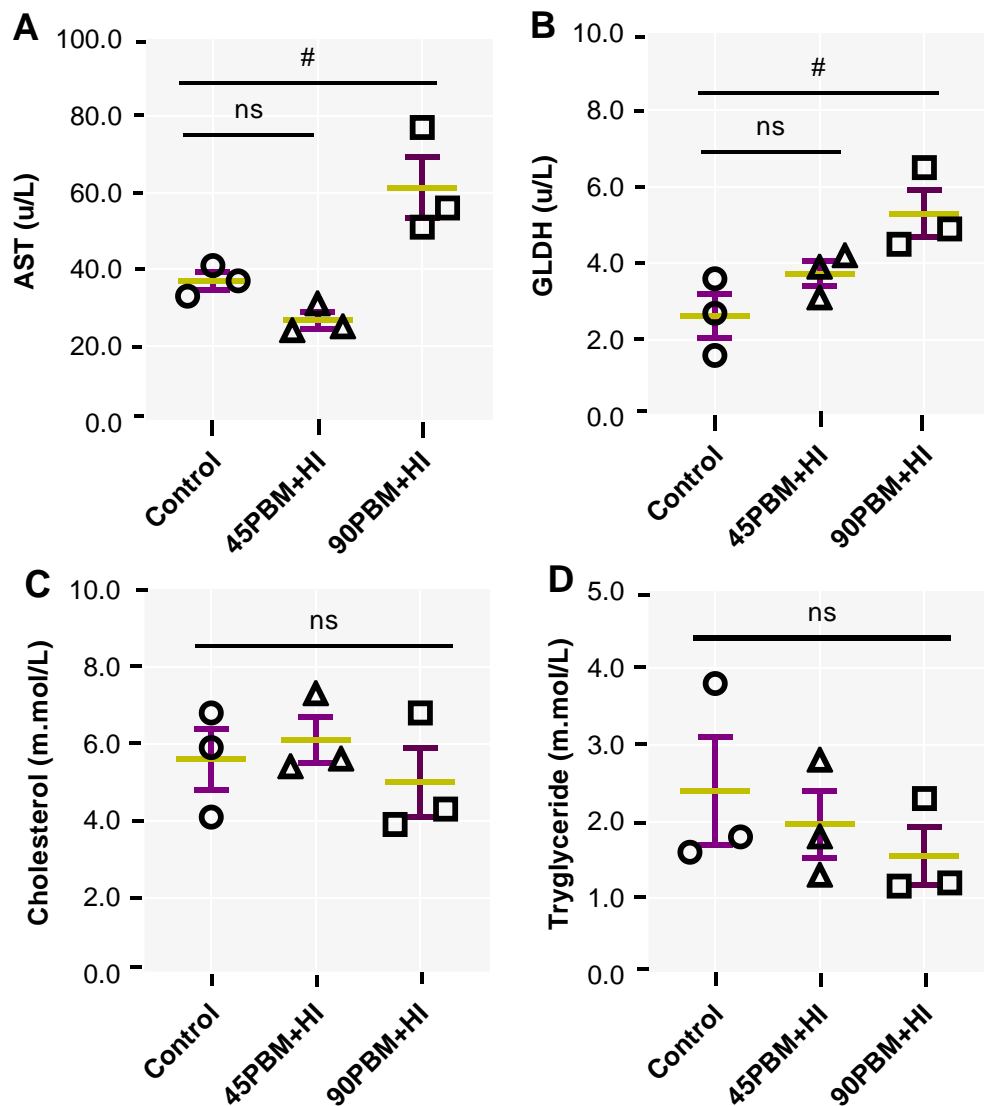 A
AST (u/L)
100.0
80.0
60.0
40.0
20.0
0.0
#
ns
Control
45PBM+HI
90PBM+HI
B
GLDH (u/L)
10.0
8.0
6.0
4.0
2.0
0.0
#
ns
Control
45PBM+HI
90PBM+HI
C
Cholesterol (m.mol/L)
10.0
8.0
6.0
4.0
2.0
0.0
ns
Control
45PBM+HI
90PBM+HI
D
Tryglyceride (m.mol/L)
5.0
4.0
3.0
2.0
1.0
0.0
ns
Control
45PBM+HI
90PBM+HI